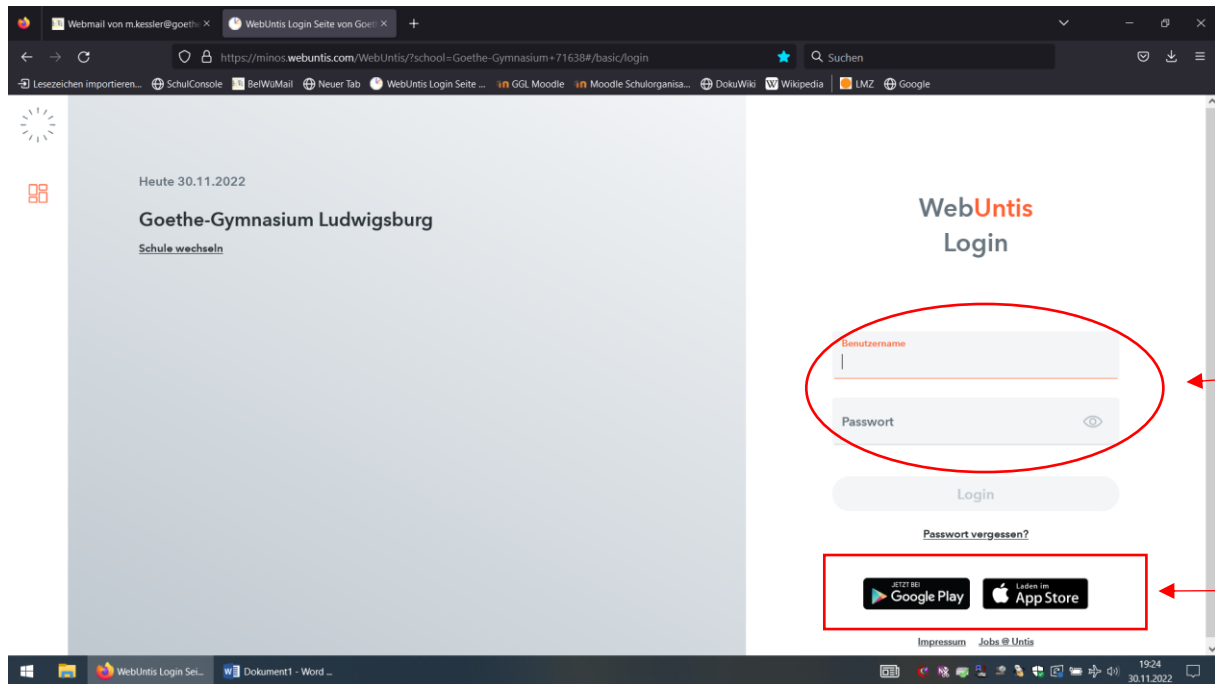 Webmail von m.kessler@goeth
WebUntis Login Seite von Goet
https://minos.webuntis.com/WebUntis/?school=Goethe-Gymnasium+71638#/basic/login
Suchen
Lesezeichen importieren...
SchulConsole
BelWüMail
Neuer Tab
WebUntis Login Seite ...
GGL Moodle
Moodle Schulorganisa...
DokuWiki
Wikipedia
LMZ
Google
Heute 30.11.2022
Goethe-Gymnasium Ludwigsburg
Schule wechseln
WebUntis
Login
Benutzername
Passwort
Login
Passwort vergessen?
JETZT BEI
Google Play
Laden im
App Store
Impressum
Jobs @ Untis
WebUntis Login Sei...
Dokument1 - Word ...
19:24
30.11.2022